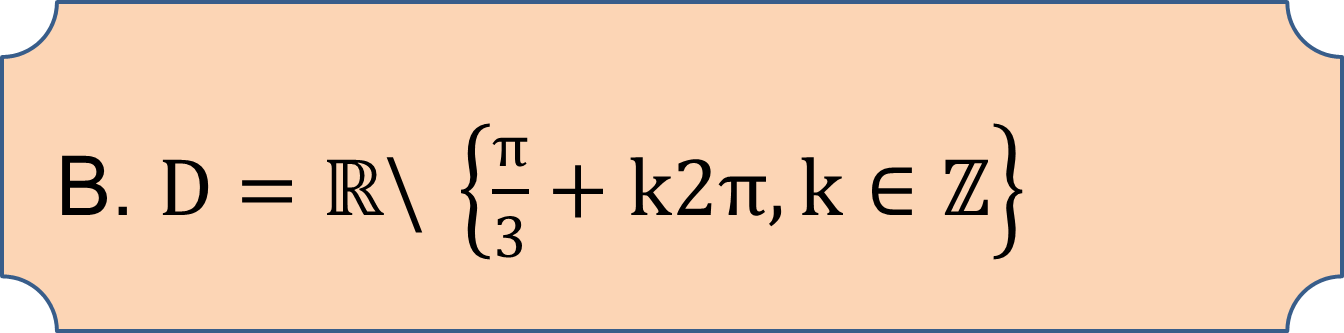 B. D = ℝ\ {π/3 + k2π, k ∈ ℤ}